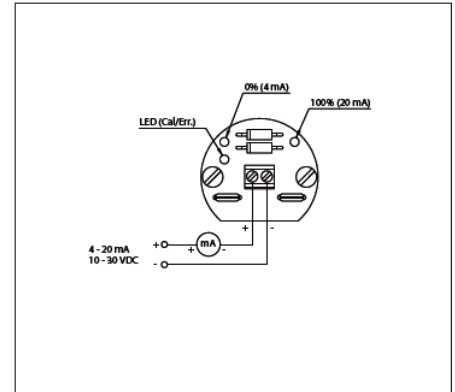 0% (4 mA)
100% (20 mA)
LED (Cal/Err.)
+ -
4 - 20 mA
+ + mA -
10 - 30 VDC
-